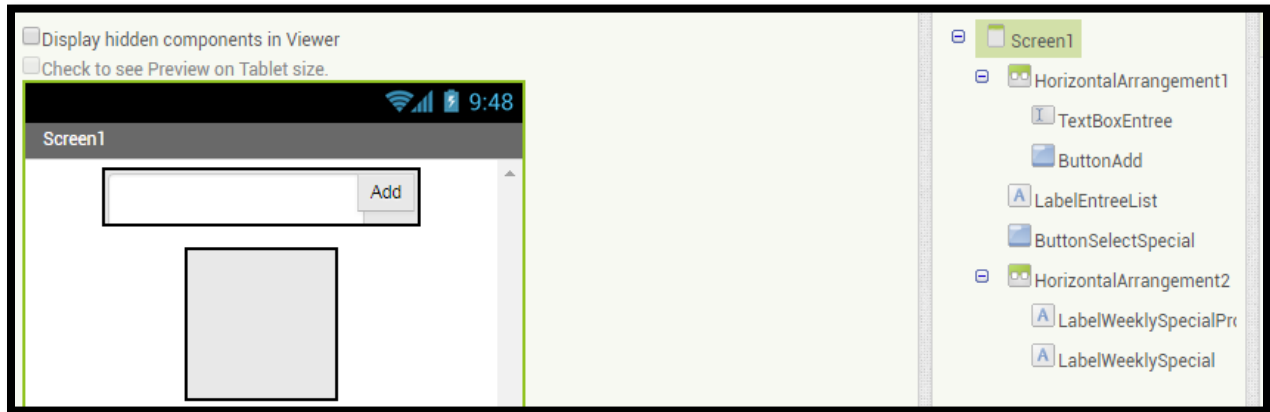 Display hidden components in Viewer
Check to see Preview on Tablet size.
9:48
Screen1
Add
Screen1
HorizontalArrangement1
TextBoxEntree
ButtonAdd
LabelEntreeList
ButtonSelectSpecial
HorizontalArrangement2
LabelWeeklySpecialPr
LabelWeeklySpecial